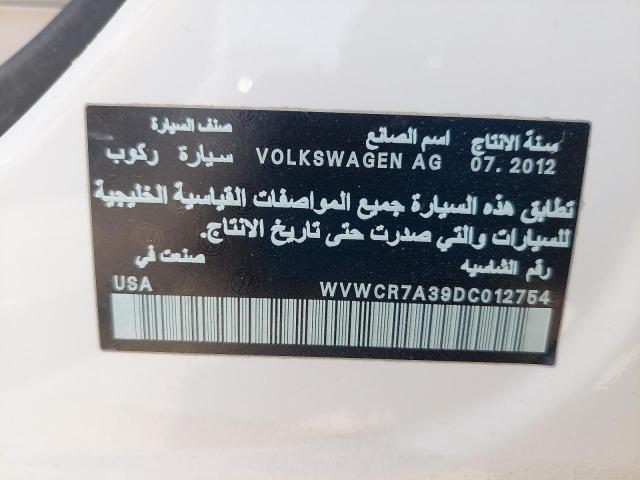 سنة الانتاج اسم الصانع صنف السيارة
07. 2012 VOLKSWAGEN AG سيارة ركوب
تطابق هذه السيارة جميع المواصفات القياسية الخليجية
للسيارات والتي صدرت حتى تاريخ الانتاج.
رقم الشاسيه صنعت في
WVWCR7A39DC012754 USA